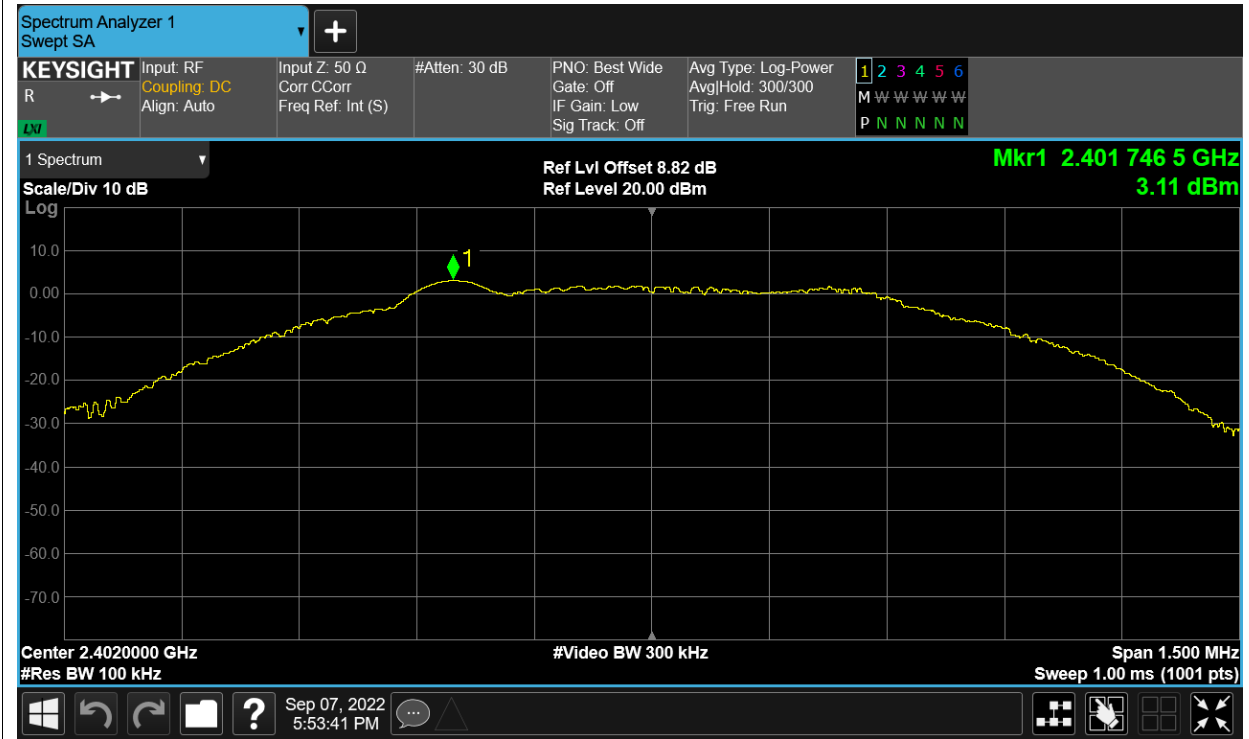 Spectrum Analyzer 1
Swept SA
KEYSIGHT
R
LXI
Input: RF
Coupling: DC
Align: Auto
Input Z: 50 Ω
Corr CCorr
Freq Ref: Int (S)
#Atten: 30 dB
PNO: Best Wide
Gate: Off
IF Gain: Low
Sig Track: Off
Avg Type: Log-Power
Avg|Hold: 300/300
Trig: Free Run
1 2 3 4 5 6
M W W W W W
P N N N N N
1 Spectrum
Scale/Div 10 dB
Ref Lvl Offset 8.82 dB
Ref Level 20.00 dBm
Mkr1 2.401 746 5 GHz
3.11 dBm
Log
10.0
0.00
-10.0
-20.0
-30.0
-40.0
-50.0
-60.0
-70.0
1
Center 2.4020000 GHz
#Res BW 100 kHz
#Video BW 300 kHz
Span 1.500 MHz
Sweep 1.00 ms (1001 pts)
?
Sep 07, 2022
5:53:41 PM